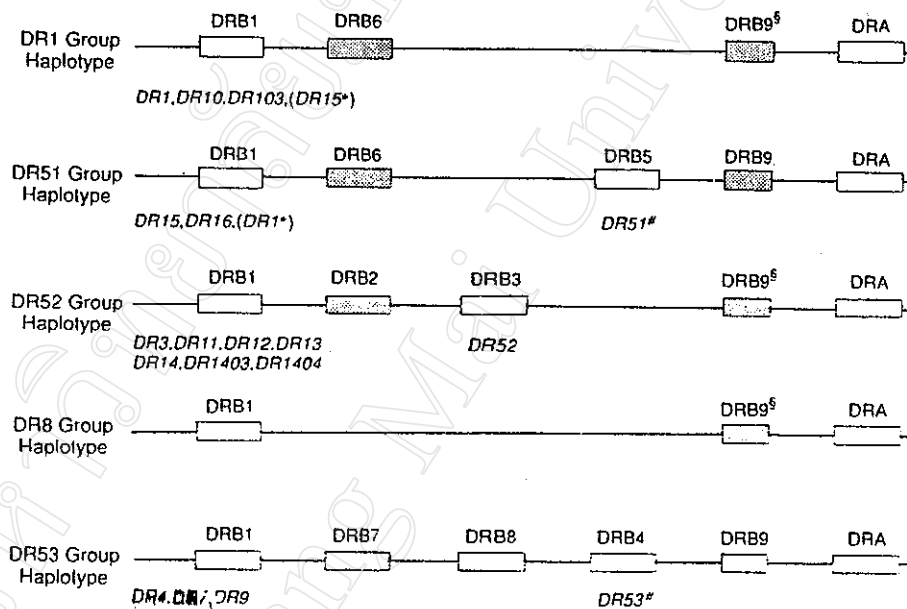 DRB1 DRB6 DRB9§ DRA
DR1 Group
Haplotype
DR1,DR10,DR103,(DR15*)
DRB1 DRB6 DRB5 DRB9 DRA
DR51 Group
Haplotype
DR15,DR16,(DR1*) DR51#
DRB1 DRB2 DRB3 DRB9§ DRA
DR52 Group
Haplotype
DR3,DR11,DR12,DR13 DR52
DR14,DR1403,DR1404
DRB1 DRB9§ DRA
DR8 Group
Haplotype
DRB1 DRB7 DRB8 DRB4 DRB9 DRA
DR53 Group
Haplotype
DR4, DR9 DR53#